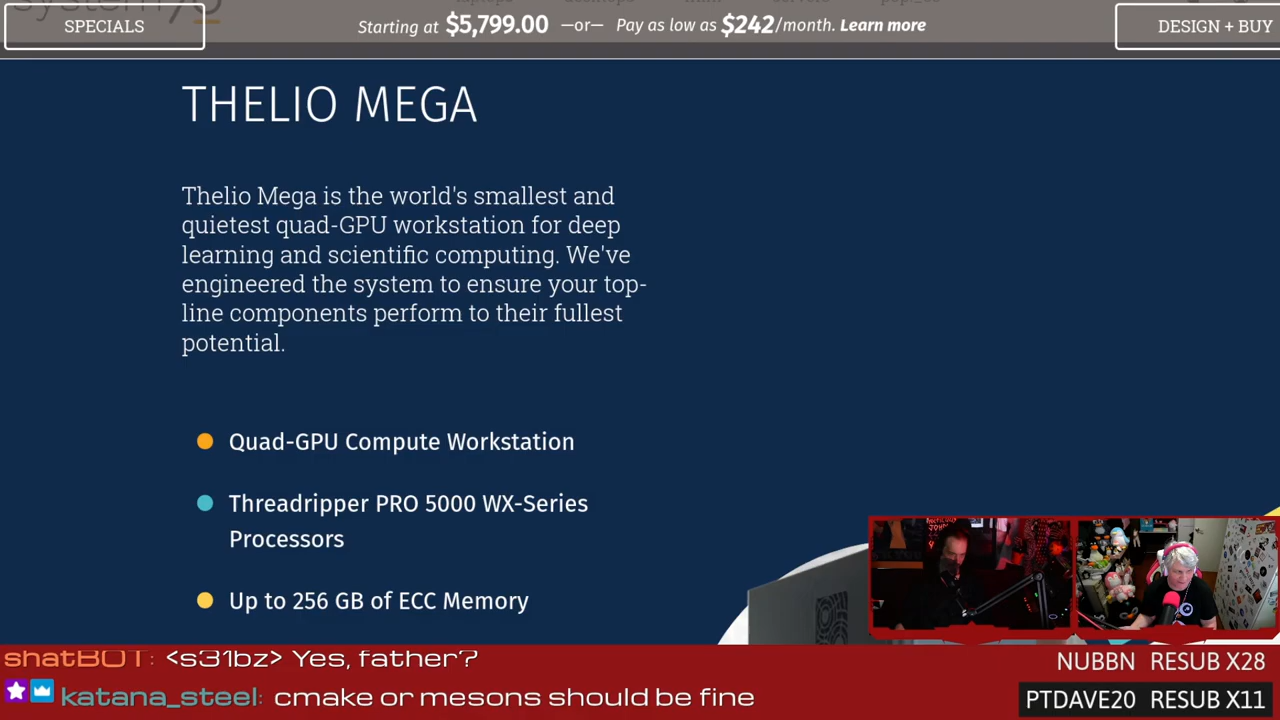 system76
SPECIALS
Starting at $5,799.00 —or— Pay as low as $242/month. Learn more
DESIGN + BUY
THELIO MEGA
Thelio Mega is the world's smallest and
quietest quad-GPU workstation for deep
learning and scientific computing. We've
engineered the system to ensure your top-
line components perform to their fullest
potential.
Quad-GPU Compute Workstation
Threadripper PRO 5000 WX-Series
Processors
Up to 256 GB of ECC Memory
shatBOT: <s31bz> Yes, father?
NUBBN RESUB X28
katana_steel: cmake or mesons should be fine
PTDAVE20 RESUB X11